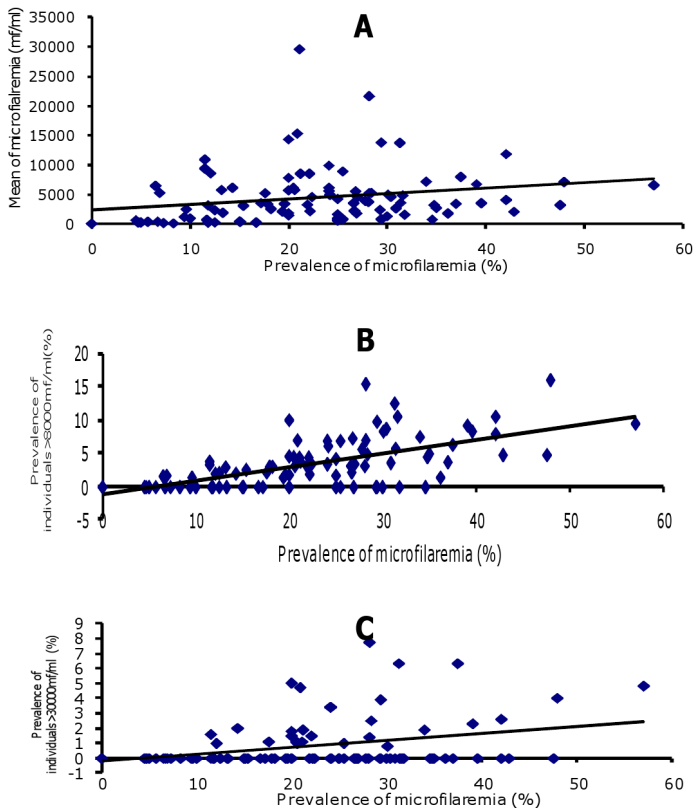 A
35000
30000
25000
20000
15000
10000
5000
0
Mean of microfilalremia (mf/ml)
0 10 20 30 40 50 60
Prevalence of microfilaremia (%)
B
20
15
10
5
0
-5
Prevalence of
individuals >8000mf/ml(%)
0 10 20 30 40 50 60
Prevalence of microfilaremia (%)
C
9
8
7
6
5
4
3
2
1
0
-1
Prevalence of
individuals >30000mf/ml (%)
0 10 20 30 40 50 60
Prevalence of microfilaremia (%)